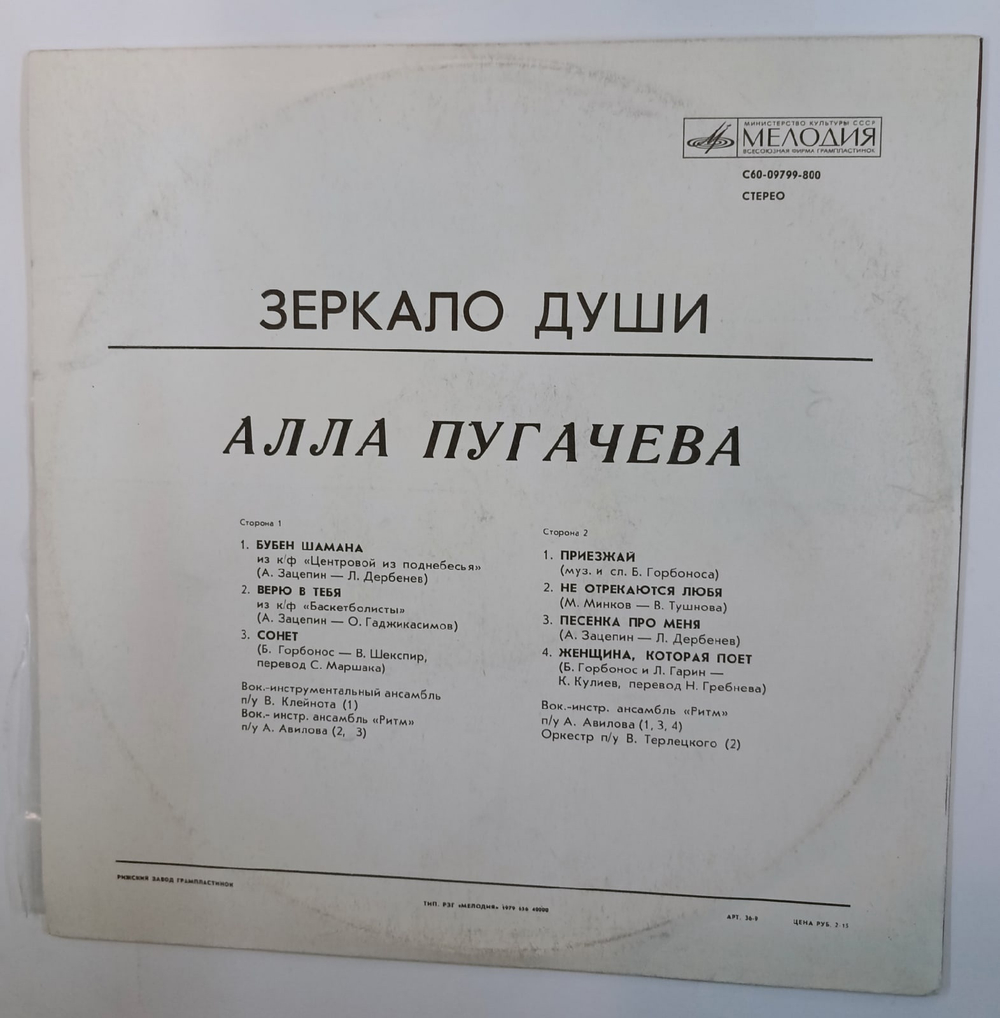 МИНИСТЕРСТВО КУЛЬТУРЫ СССР
МЕЛОДИЯ
ВСЕСОЮЗНАЯ ФИРМА ГРАМПЛАСТИНОК
С60-09799-800
СТЕРЕО
ЗЕРКАЛО ДУШИ
АЛЛА ПУГАЧЕВА
Сторона 1
1. БУБЕН ШАМАНА
из к/ф «Центровой из поднебесья»
(А. Зацепин — Л. Дербенев)
2. ВЕРЮ В ТЕБЯ
из к/ф «Баскетболисты»
(А. Зацепин — О. Гаджикасимов)
3. СОНЕТ
(Б. Горбонос — В. Шекспир,
перевод С. Маршака)
Вок.-инструментальный ансамбль
п/у В. Клейнота (1)
Вок.- инстр. ансамбль «Ритм»
п/у А. Авилова (2, 3)
Сторона 2
1. ПРИЕЗЖАЙ
(муз. и сл. Б. Горбоноса)
2. НЕ ОТРЕКАЮТСЯ ЛЮБЯ
(М. Минков — В. Тушнова)
3. ПЕСЕНКА ПРО МЕНЯ
(А. Зацепин — Л. Дербенев)
4. ЖЕНЩИНА, КОТОРАЯ ПОЕТ
(Б. Горбонос и Л. Гарин —
К. Кулиев, перевод Н. Гребнева)
Вок.-инстр. ансамбль «Ритм»
п/у А. Авилова (1, 3, 4)
Оркестр п/у В. Терлецкого (2)
РИЖСКИЙ ЗАВОД ГРАМПЛАСТИНОК
ТИП. РЗГ «МЕЛОДИЯ» 1979
АРТ. 36-9
ЦЕНА РУБ. 2-15